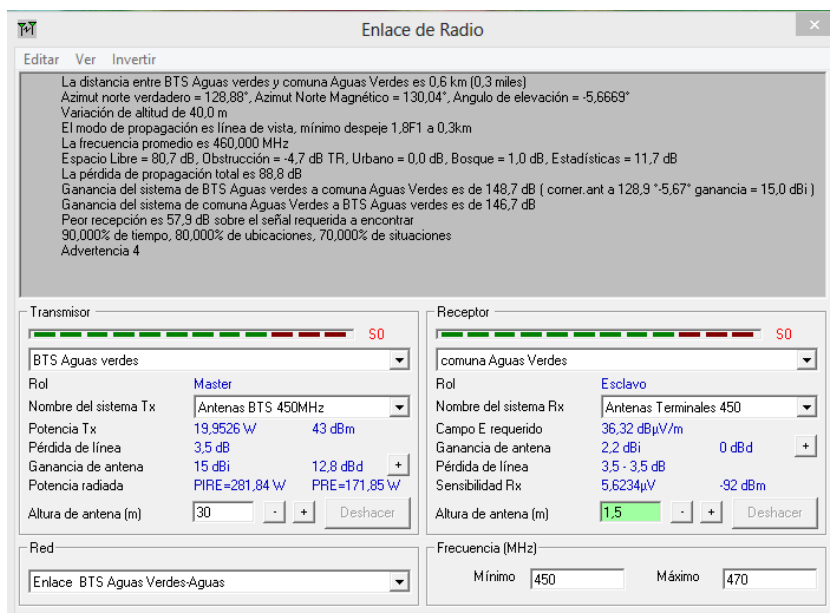 Enlace de Radio
Editar Ver Invertir
La distancia entre BTS Aguas verdes y comuna Aguas Verdes es 0,6 km (0,3 miles)
Azimut norte verdadero = 128,88°, Azimut Norte Magnético = 130,04°, Angulo de elevación = -5,6669°
Variación de altitud de 40,0 m
El modo de propagación es línea de vista, mínimo despeje 1,8F1 a 0,3km
La frecuencia promedio es 460,000 MHz
Espacio Libre = 80,7 dB, Obstrucción = -4,7 dB TR, Urbano = 0,0 dB, Bosque = 1,0 dB, Estadísticas = 11,7 dB
La pérdida de propagación total es 88,8 dB
Ganancia del sistema de BTS Aguas verdes a comuna Aguas Verdes es de 148,7 dB ( corner.ant a 128,9 °-5,67° ganancia = 15,0 dBi )
Ganancia del sistema de comuna Aguas Verdes a BTS Aguas verdes es de 146,7 dB
Peor recepción es 57,9 dB sobre el señal requerida a encontrar
90,000% de tiempo, 80,000% de ubicaciones, 70,000% de situaciones
Advertencia 4
Transmisor
S0
BTS Aguas verdes
Rol Master
Nombre del sistema Tx Antenas BTS 450MHz
Potencia Tx 19,9526 W 43 dBm
Pérdida de línea 3,5 dB
Ganancia de antena 15 dBi 12,8 dBd +
Potencia radiada PIRE=281,84 W PRE=171,85 W
Altura de antena (m) 30 - + Deshacer
Receptor
S0
comuna Aguas Verdes
Rol Esclavo
Nombre del sistema Rx Antenas Terminales 450
Campo E requerido 36,32 dBµV/m
Ganancia de antena 2,2 dBi 0 dBd +
Pérdida de línea 3,5 - 3,5 dB
Sensibilidad Rx 5,6234µV -92 dBm
Altura de antena (m) 1,5 - + Deshacer
Red
Enlace BTS Aguas Verdes-Aguas
Frecuencia (MHz)
Mínimo 450 Máximo 470